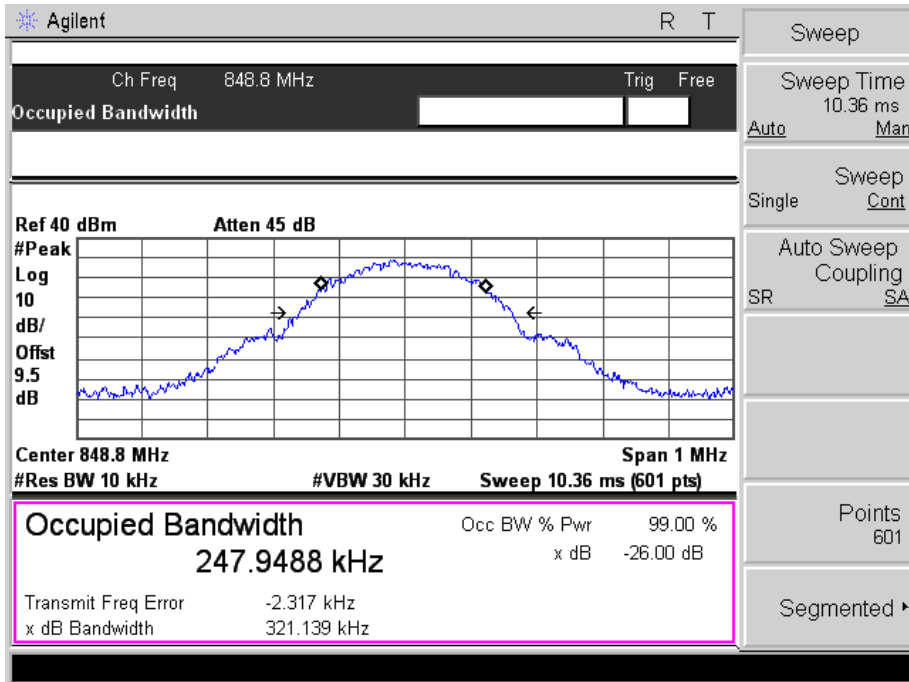 Agilent R T
Ch Freq 848.8 MHz Trig Free
Occupied Bandwidth
Ref 40 dBm Atten 45 dB
#Peak
Log
10
dB/
Offst
9.5
dB
Center 848.8 MHz Span 1 MHz
#Res BW 10 kHz #VBW 30 kHz Sweep 10.36 ms (601 pts)
Occupied Bandwidth Occ BW % Pwr 99.00 %
247.9488 kHz x dB -26.00 dB
Transmit Freq Error -2.317 kHz
x dB Bandwidth 321.139 kHz
Sweep
Sweep Time
10.36 ms
Auto Man
Sweep
Single Cont
Auto Sweep
Coupling
SR SA
Points
601
Segmented